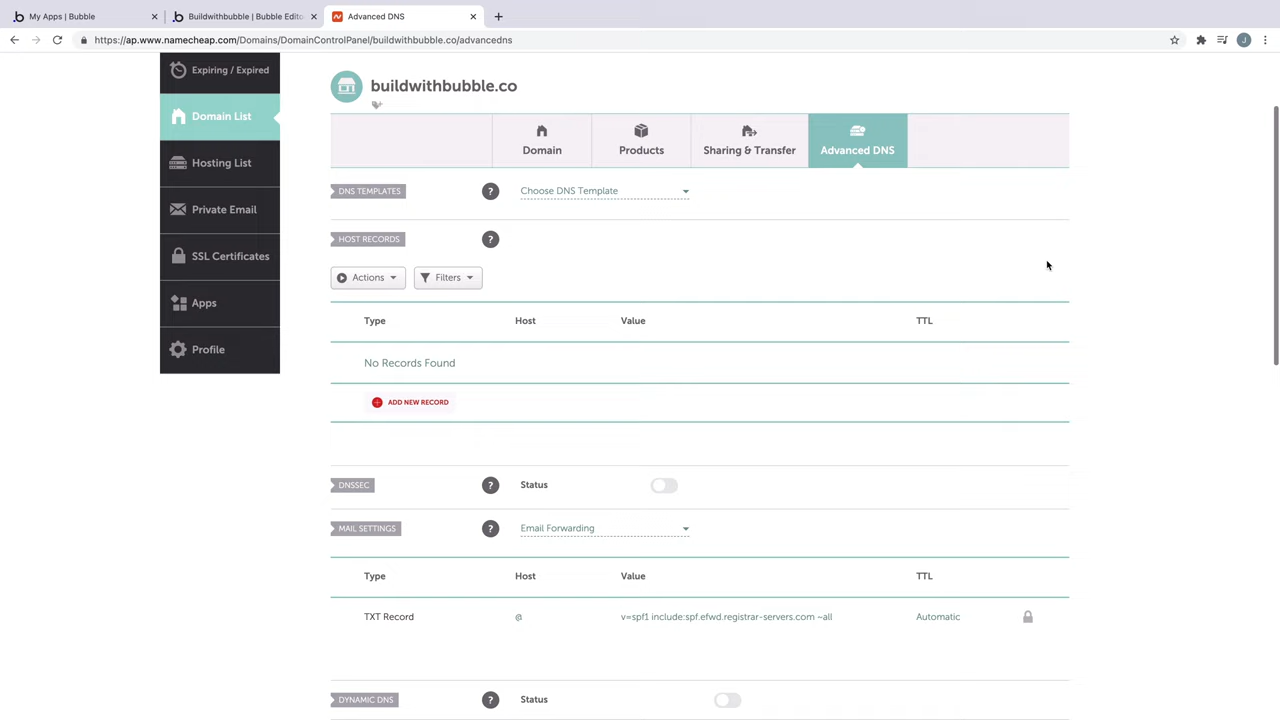 My Apps | Bubble
Buildwithbubble | Bubble Edito
Advanced DNS
https://ap.www.namecheap.com/Domains/DomainControlPanel/buildwithbubble.co/advancedns
J
Expiring / Expired
Domain List
Hosting List
Private Email
SSL Certificates
Apps
Profile
buildwithbubble.co
Domain
Products
Sharing & Transfer
Advanced DNS
DNS TEMPLATES
?
Choose DNS Template
HOST RECORDS
?
Actions
Filters
Type Host Value TTL
No Records Found
ADD NEW RECORD
DNSSEC
?
Status
MAIL SETTINGS
?
Email Forwarding
Type Host Value TTL
TXT Record @ v=spf1 include:spf.efwd.registrar-servers.com ~all Automatic
DYNAMIC DNS
?
Status